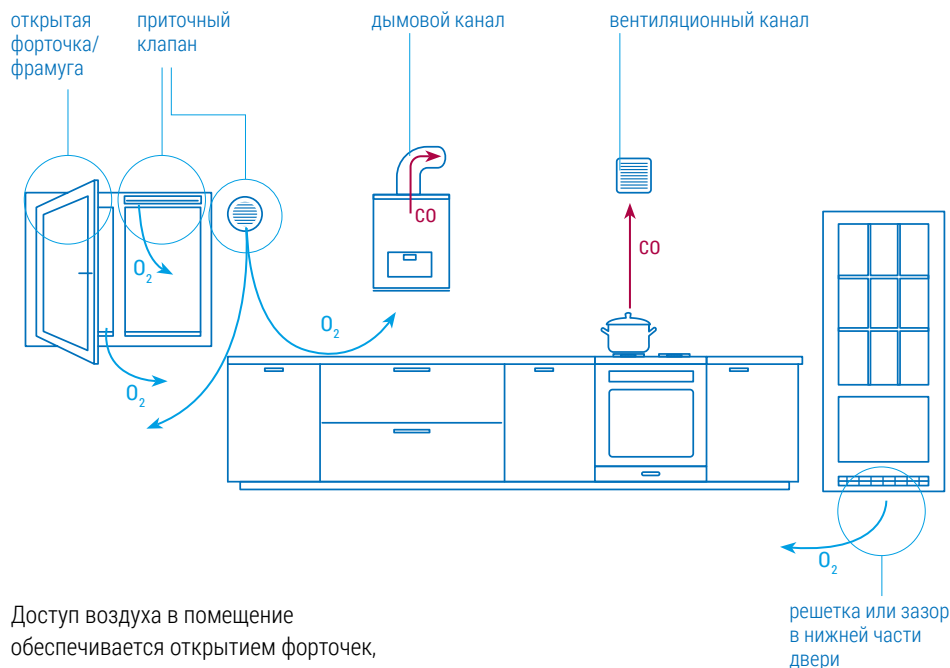 открытая
форточка/
фрамуга
приточный
клапан
дымовой канал
вентиляционный канал
CO
CO
O₂
O₂
O₂
O₂
решетка или зазор
в нижней части
двери
Доступ воздуха в помещение
обеспечивается открытием форточек,